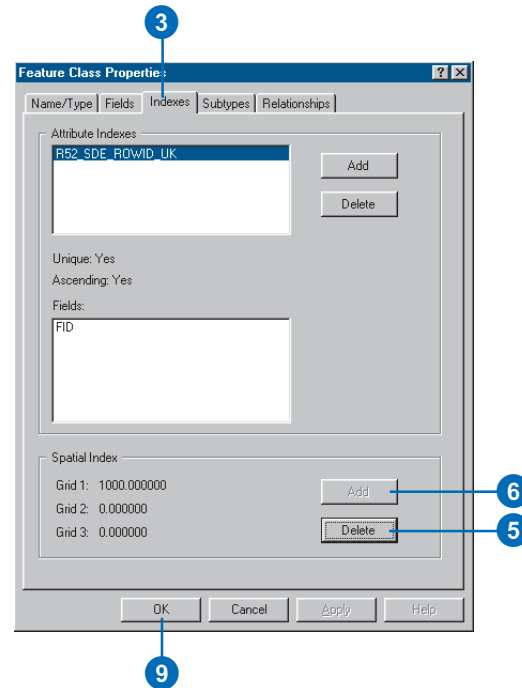 3
Feature Class Properties
? ×
Name/Type Fields Indexes Subtypes Relationships
Attribute Indexes
R52_SDE_ROWID_UK
Add
Delete
Unique: Yes
Ascending: Yes
Fields:
FID
Spatial Index
Grid 1: 1000.000000
Add
6
Grid 2: 0.000000
Grid 3: 0.000000
Delete
5
OK Cancel Apply Help
9